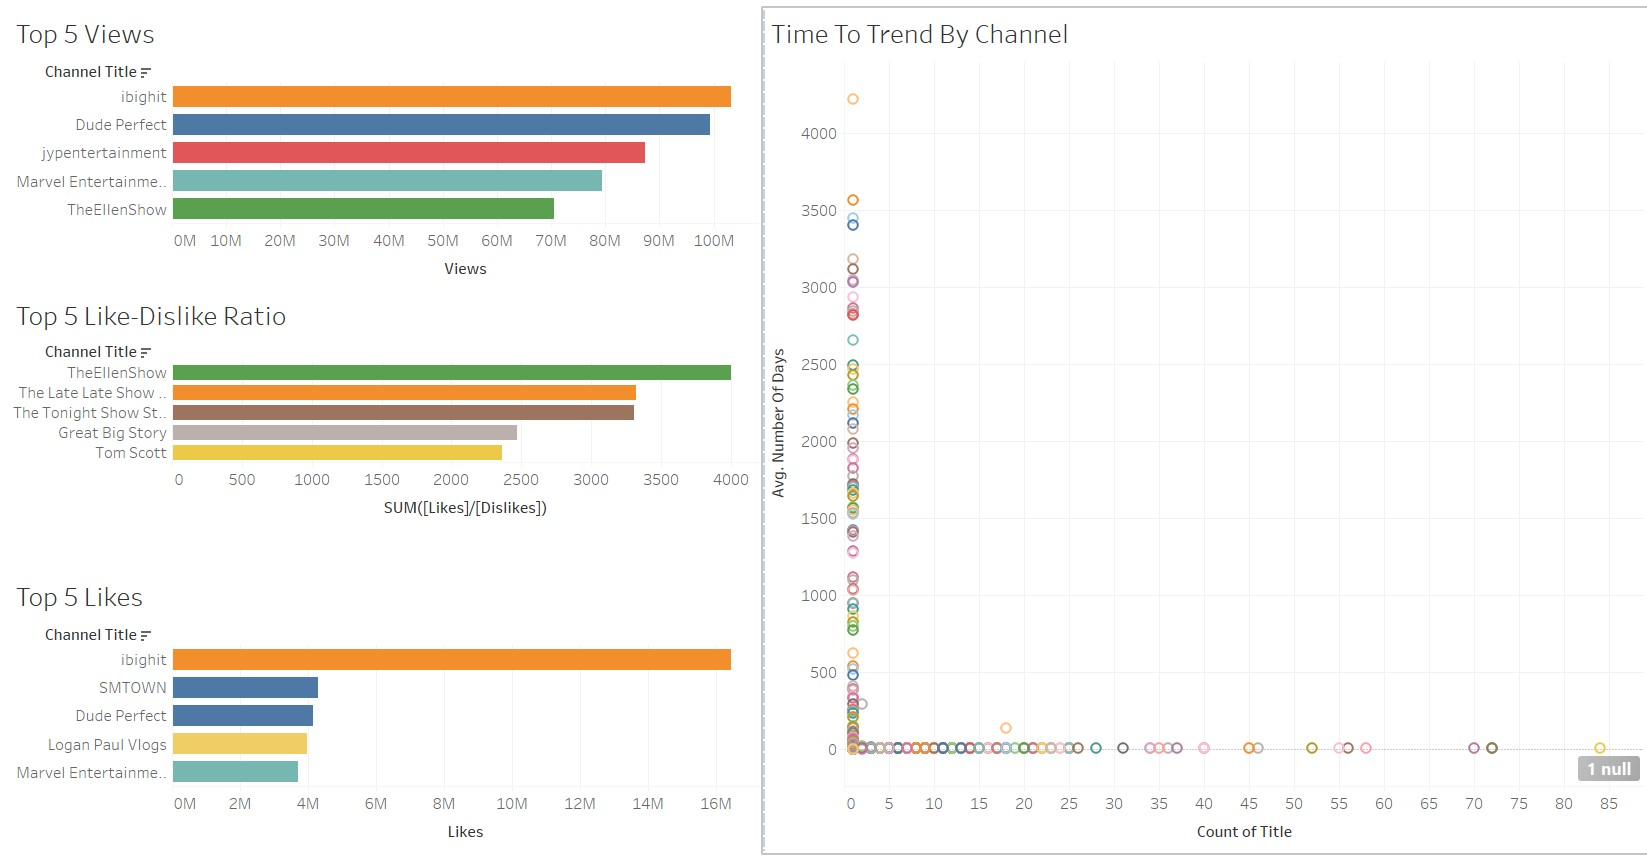 Top 5 Views
Channel Title
ibighit
Dude Perfect
jypentertainment
Marvel Entertainme..
TheEllenShow
0M 10M 20M 30M 40M 50M 60M 70M 80M 90M 100M
Views
Top 5 Like-Dislike Ratio
Channel Title
TheEllenShow
The Late Late Show ..
The Tonight Show St..
Great Big Story
Tom Scott
0 500 1000 1500 2000 2500 3000 3500 4000
SUM([Likes]/[Dislikes])
Top 5 Likes
Channel Title
ibighit
SMTOWN
Dude Perfect
Logan Paul Vlogs
Marvel Entertainme..
0M 2M 4M 6M 8M 10M 12M 14M 16M
Likes
Time To Trend By Channel
Avg. Number Of Days
4000
3500
3000
2500
2000
1500
1000
500
0
1 null
0 5 10 15 20 25 30 35 40 45 50 55 60 65 70 75 80 85
Count of Title